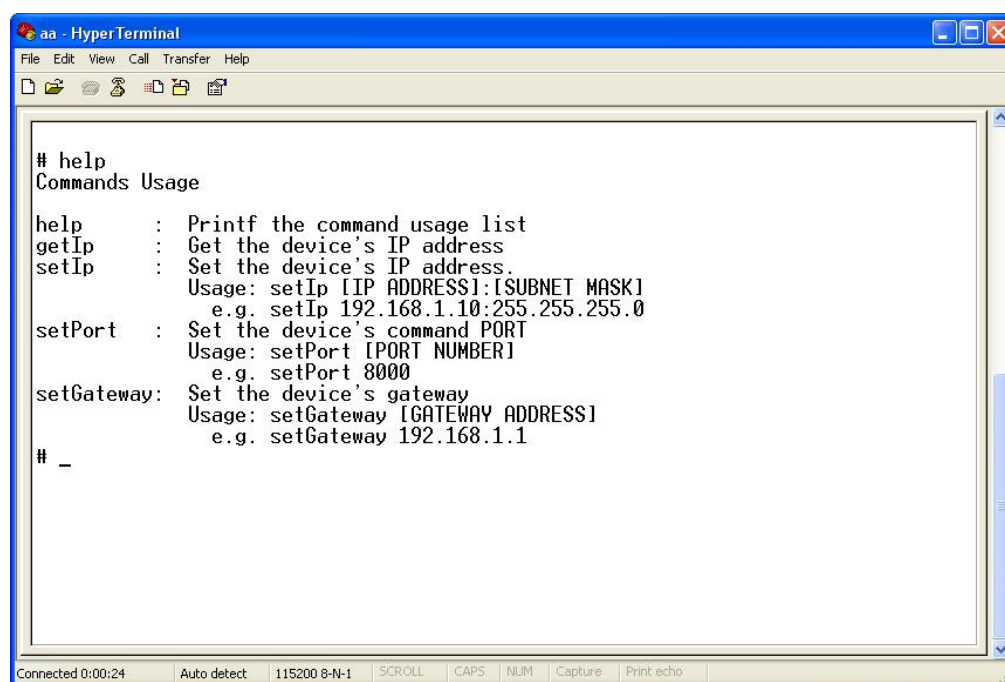 aa - HyperTerminal
File Edit View Call Transfer Help
# help
Commands Usage
help : Printf the command usage list
getIp : Get the device's IP address
setIp : Set the device's IP address.
Usage: setIp [IP ADDRESS]:[SUBNET MASK]
e.g. setIp 192.168.1.10:255.255.255.0
setPort : Set the device's command PORT
Usage: setPort [PORT NUMBER]
e.g. setPort 8000
setGateway: Set the device's gateway
Usage: setGateway [GATEWAY ADDRESS]
e.g. setGateway 192.168.1.1
# _
Connected 0:00:24 Auto detect 115200 8-N-1 SCROLL CAPS NUM Capture Print echo